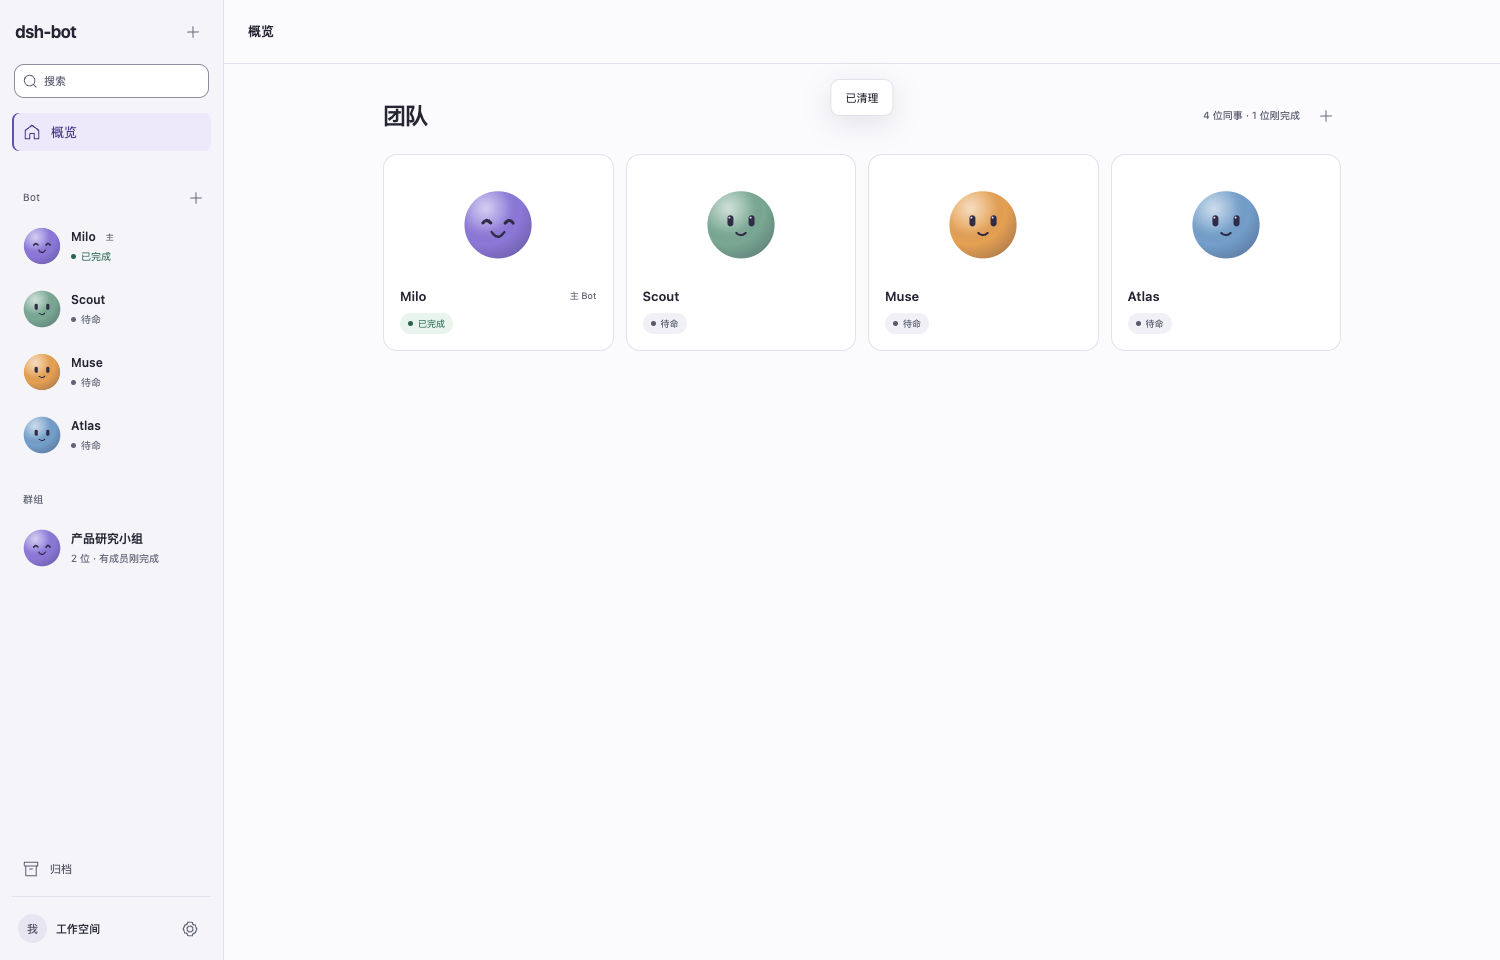 dsh-bot
搜索
概览
Bot
Milo 主
已完成
Scout
待命
Muse
待命
Atlas
待命
群组
产品研究小组
2 位 · 有成员刚完成
归档
我 工作空间
概览
已清理
团队
4 位同事 · 1 位刚完成
Milo 主 Bot
已完成
Scout
待命
Muse
待命
Atlas
待命